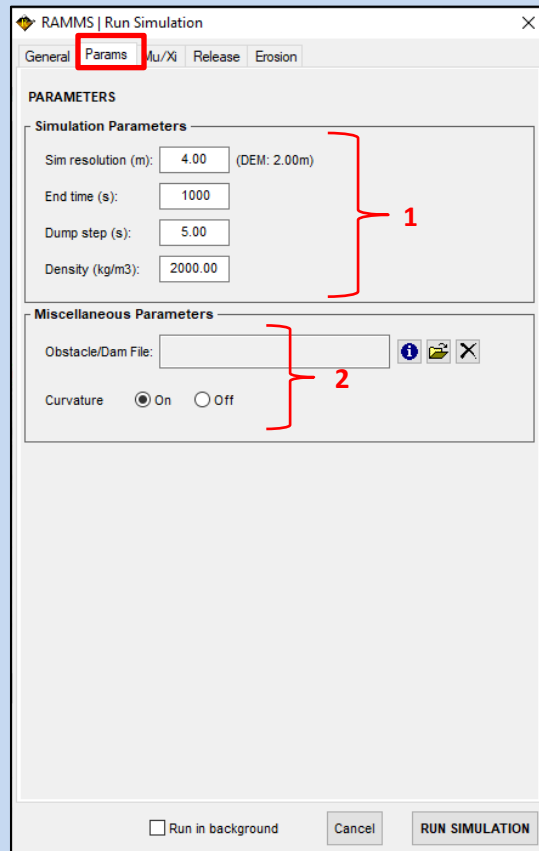 RAMMS | Run Simulation
General Params Mu/Xi Release Erosion
PARAMETERS
Simulation Parameters
Sim resolution (m): 4.00 (DEM: 2.00m)
End time (s): 1000
Dump step (s): 5.00
Density (kg/m3): 2000.00
1
Miscellaneous Parameters
Obstacle/Dam File:
Curvature On Off
2
Run in background Cancel RUN SIMULATION